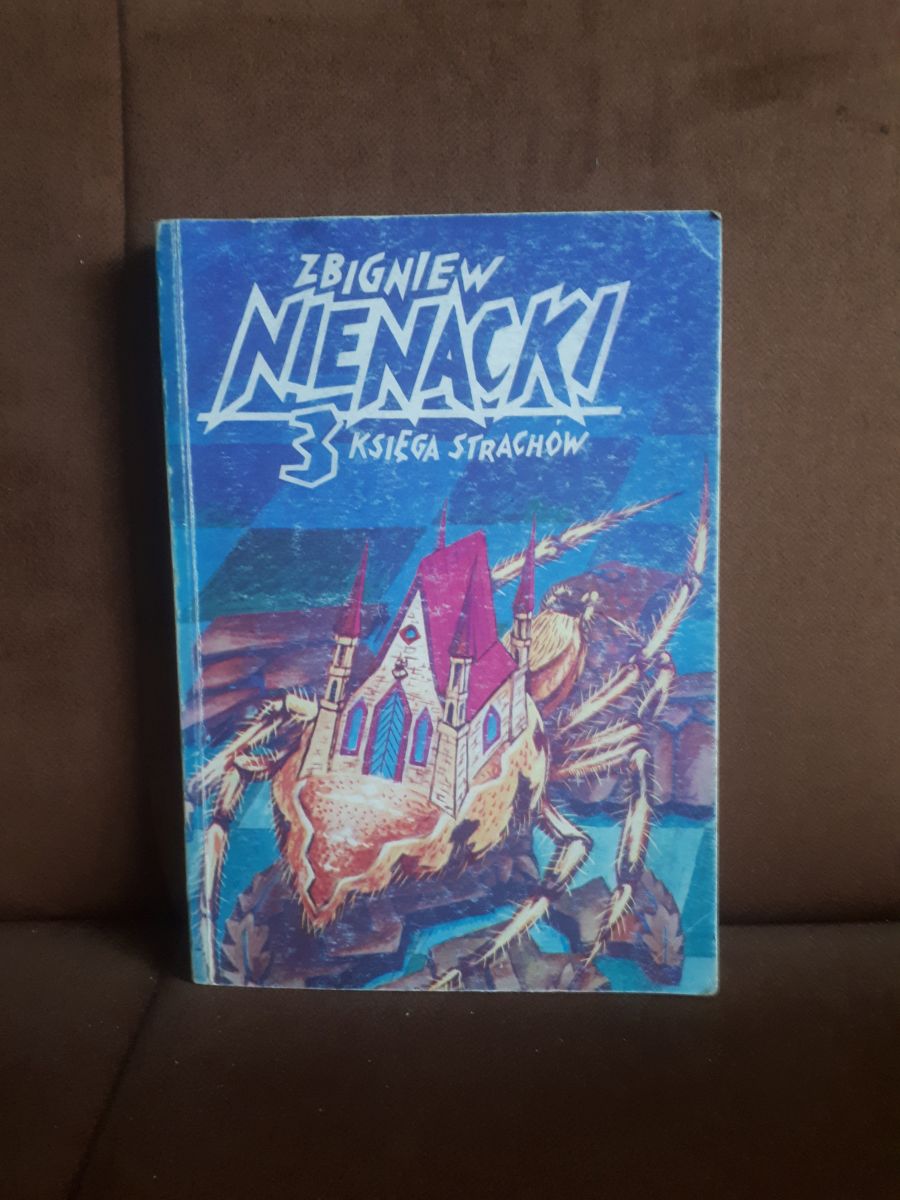 ZBIGNIEW
NIENACKI
3 KSIĘGA STRACHÓW